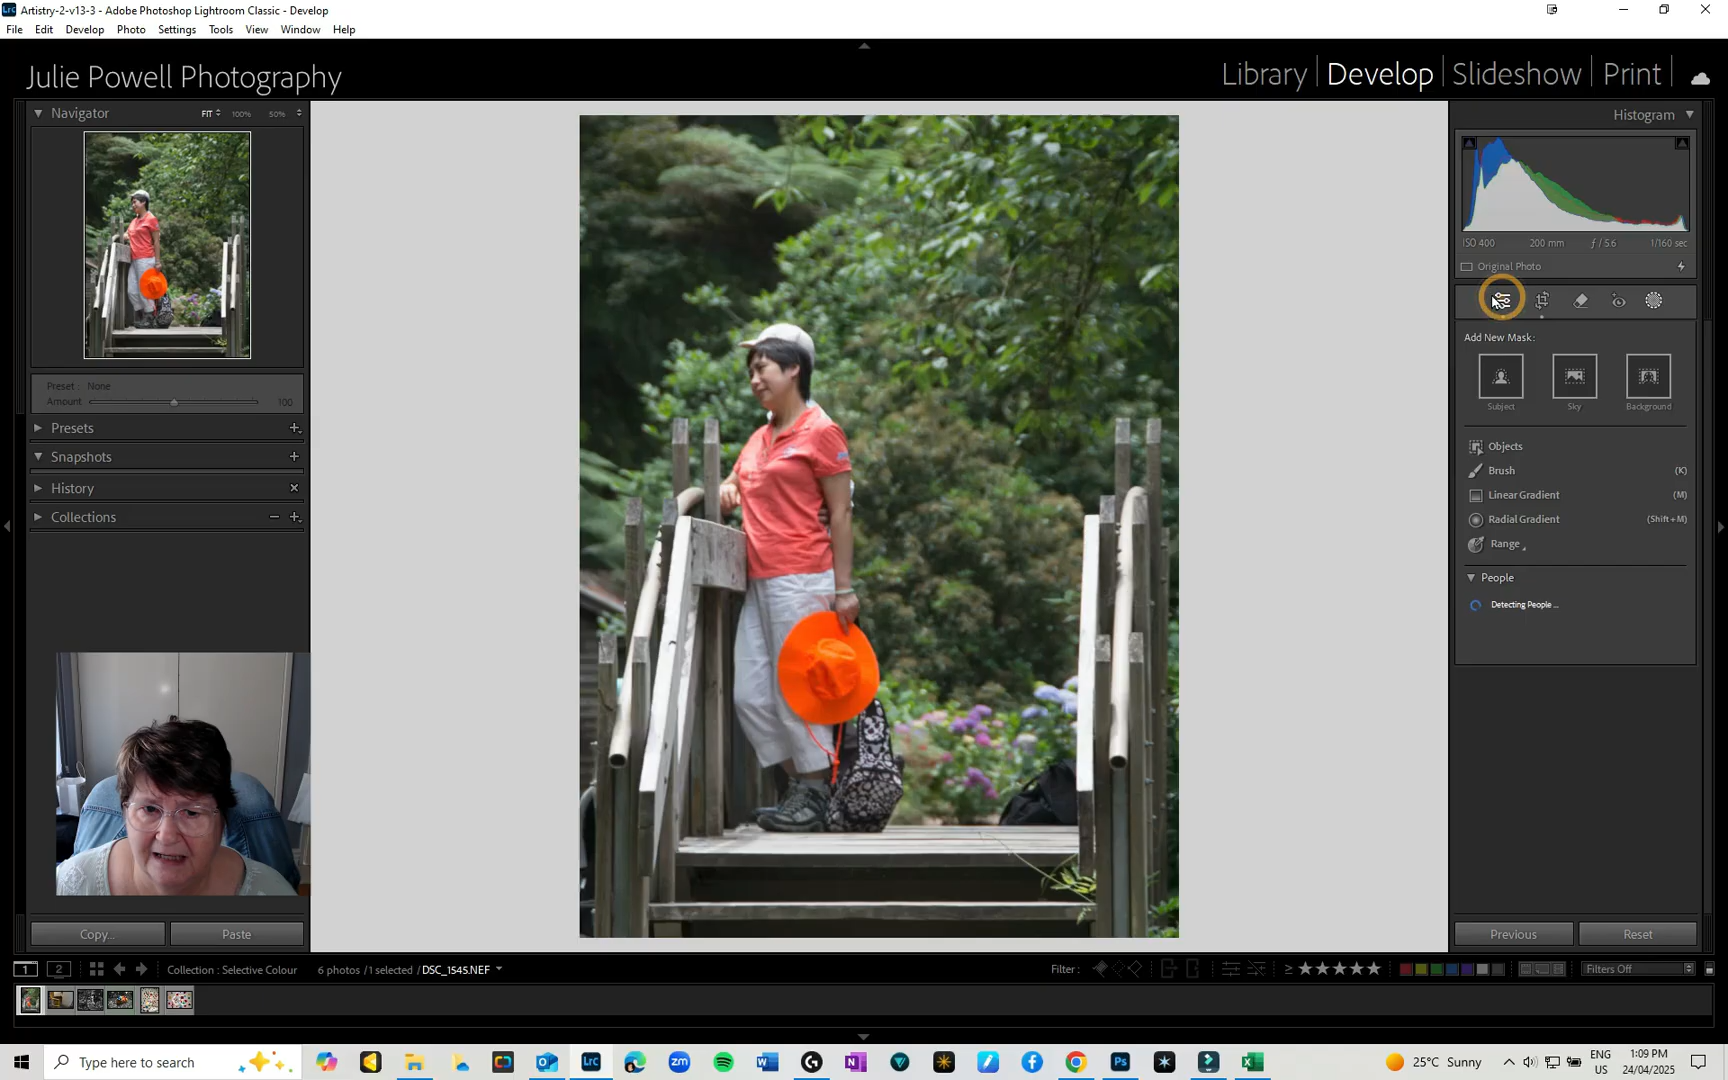 Artistry-2-v13-3 - Adobe Photoshop Lightroom Classic - Develop
File Edit Develop Photo Settings Tools View Window Help
Julie Powell Photography
Library | Develop | Slideshow | Print |
Navigator FIT 100% 50%
Histogram
ISO 400 200 mm ƒ / 5.6 1/160 sec
Original Photo
Add New Mask:
Subject Sky Background
Objects
Brush (K)
Linear Gradient (M)
Radial Gradient (Shift+M)
Range
People
Detecting People ...
Preset : None
Amount 100
Presets
Snapshots
History
Collections
Copy... Paste
Previous Reset
1 2 Collection : Selective Colour 6 photos / 1 selected / DSC_1545.NEF Filter : ≥ ★★★★★ Filters Off
Type here to search
25°C Sunny
ENG
US
1:09 PM
24/04/2025